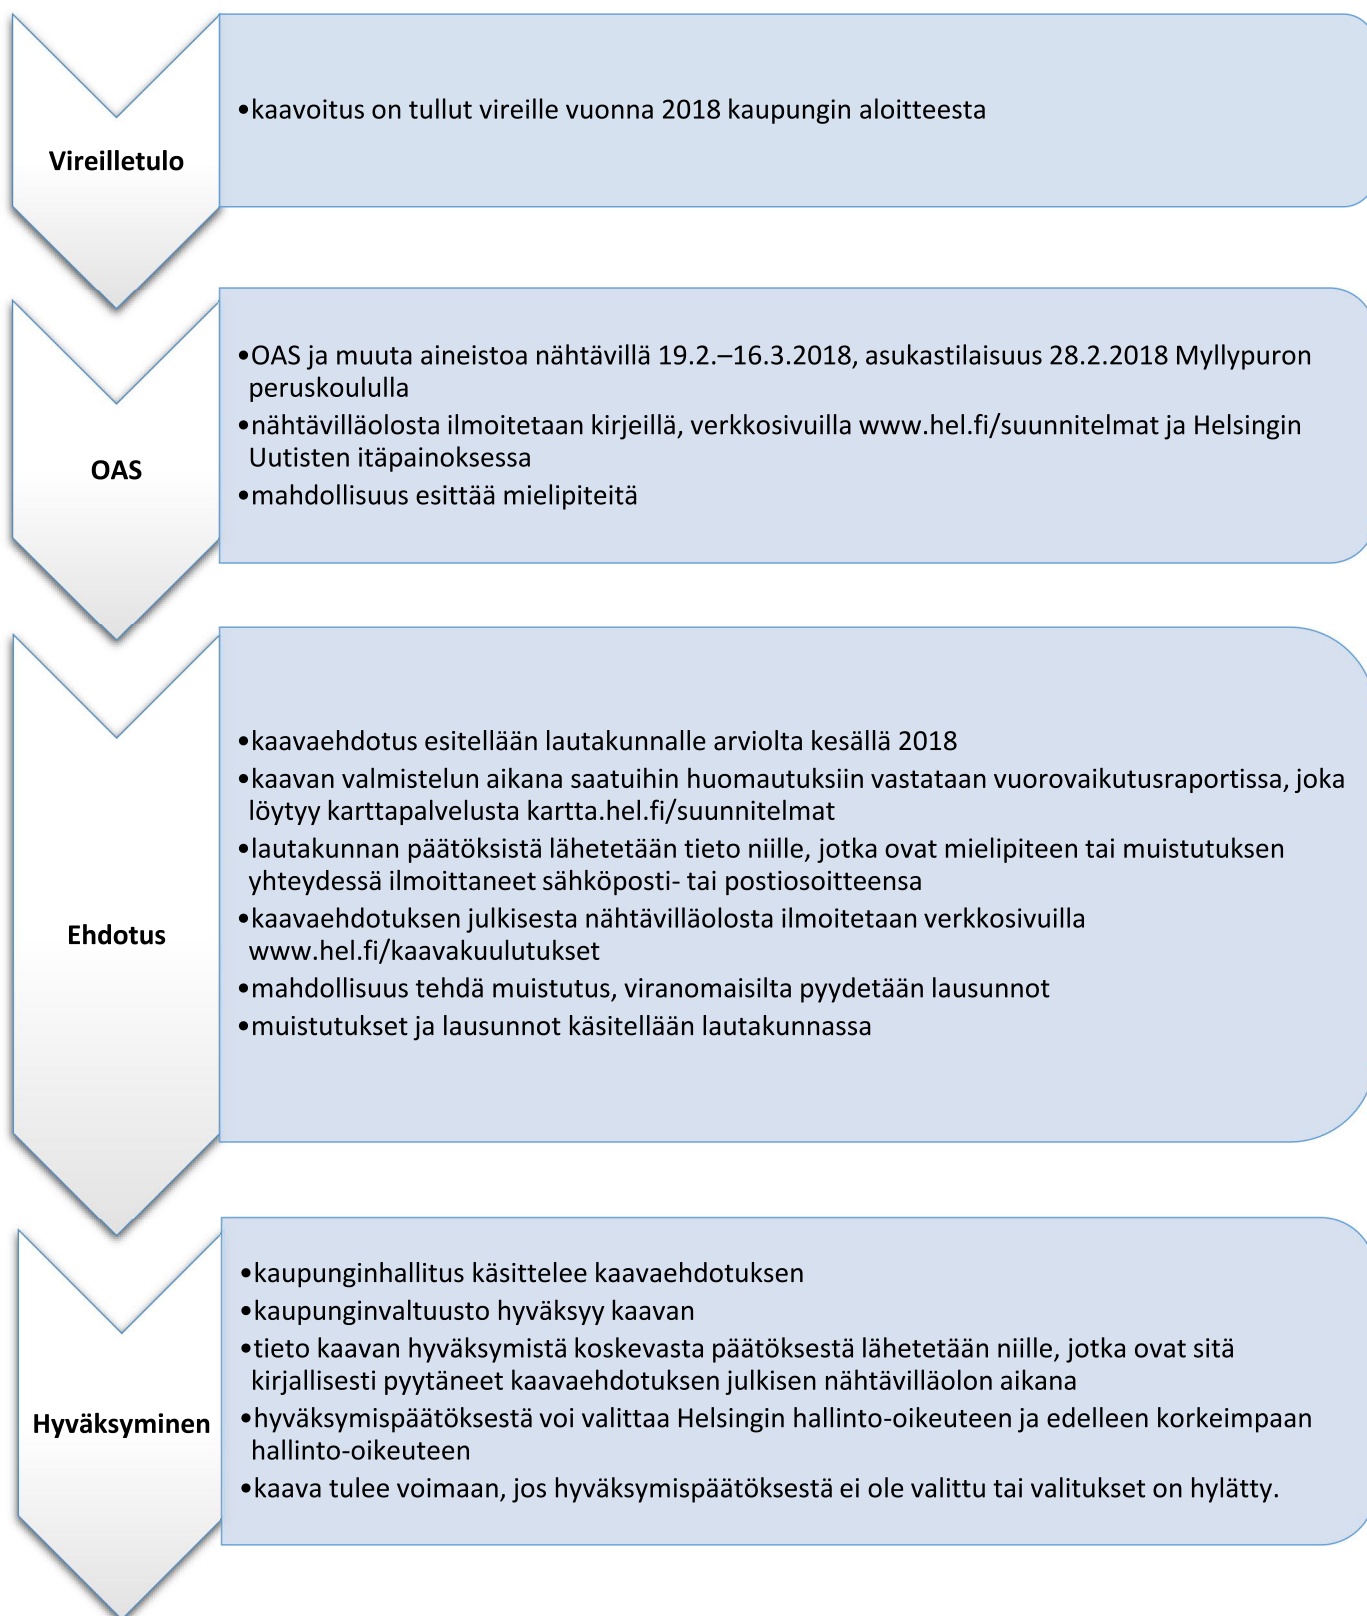 Vireilletulo
•kaavoitus on tullut vireille vuonna 2018 kaupungin aloitteesta
OAS
•OAS ja muuta aineistoa nähtävillä 19.2.–16.3.2018, asukastilaisuus 28.2.2018 Myllypuron
peruskoululla
•nähtävilläolosta ilmoitetaan kirjeillä, verkkosivuilla www.hel.fi/suunnitelmat ja Helsingin
Uutisten itäpainoksessa
•mahdollisuus esittää mielipiteitä
Ehdotus
•kaavaehdotus esitellään lautakunnalle arviolta kesällä 2018
•kaavan valmistelun aikana saatuihin huomautuksiin vastataan vuorovaikutusraportissa, joka
löytyy karttapalvelusta kartta.hel.fi/suunnitelmat
•lautakunnan päätöksistä lähetetään tieto niille, jotka ovat mielipiteen tai muistutuksen
yhteydessä ilmoittaneet sähköposti- tai postiosoitteensa
•kaavaehdotuksen julkisesta nähtävilläolosta ilmoitetaan verkkosivuilla
www.hel.fi/kaavakuulutukset
•mahdollisuus tehdä muistutus, viranomaisilta pyydetään lausunnot
•muistutukset ja lausunnot käsitellään lautakunnassa
Hyväksyminen
•kaupunginhallitus käsittelee kaavaehdotuksen
•kaupunginvaltuusto hyväksyy kaavan
•tieto kaavan hyväksymistä koskevasta päätöksestä lähetetään niille, jotka ovat sitä
kirjallisesti pyytäneet kaavaehdotuksen julkisen nähtävilläolon aikana
•hyväksymispäätöksestä voi valittaa Helsingin hallinto-oikeuteen ja edelleen korkeimpaan
hallinto-oikeuteen
•kaava tulee voimaan, jos hyväksymispäätöksestä ei ole valittu tai valitukset on hylätty.